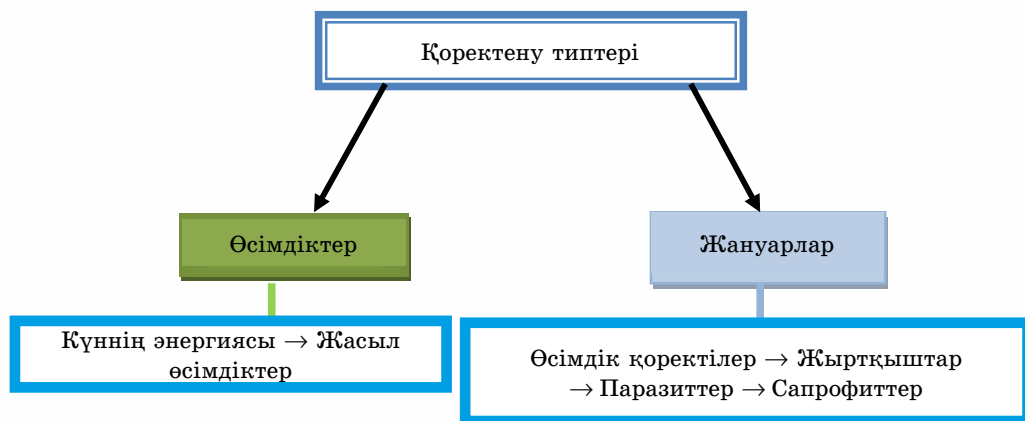 Қоректену типтері
Өсімдіктер
Жануарлар
Күннің энергиясы → Жасыл
өсімдіктер
Өсімдік қоректілер → Жыртқыштар
→ Паразиттер → Сапрофиттер